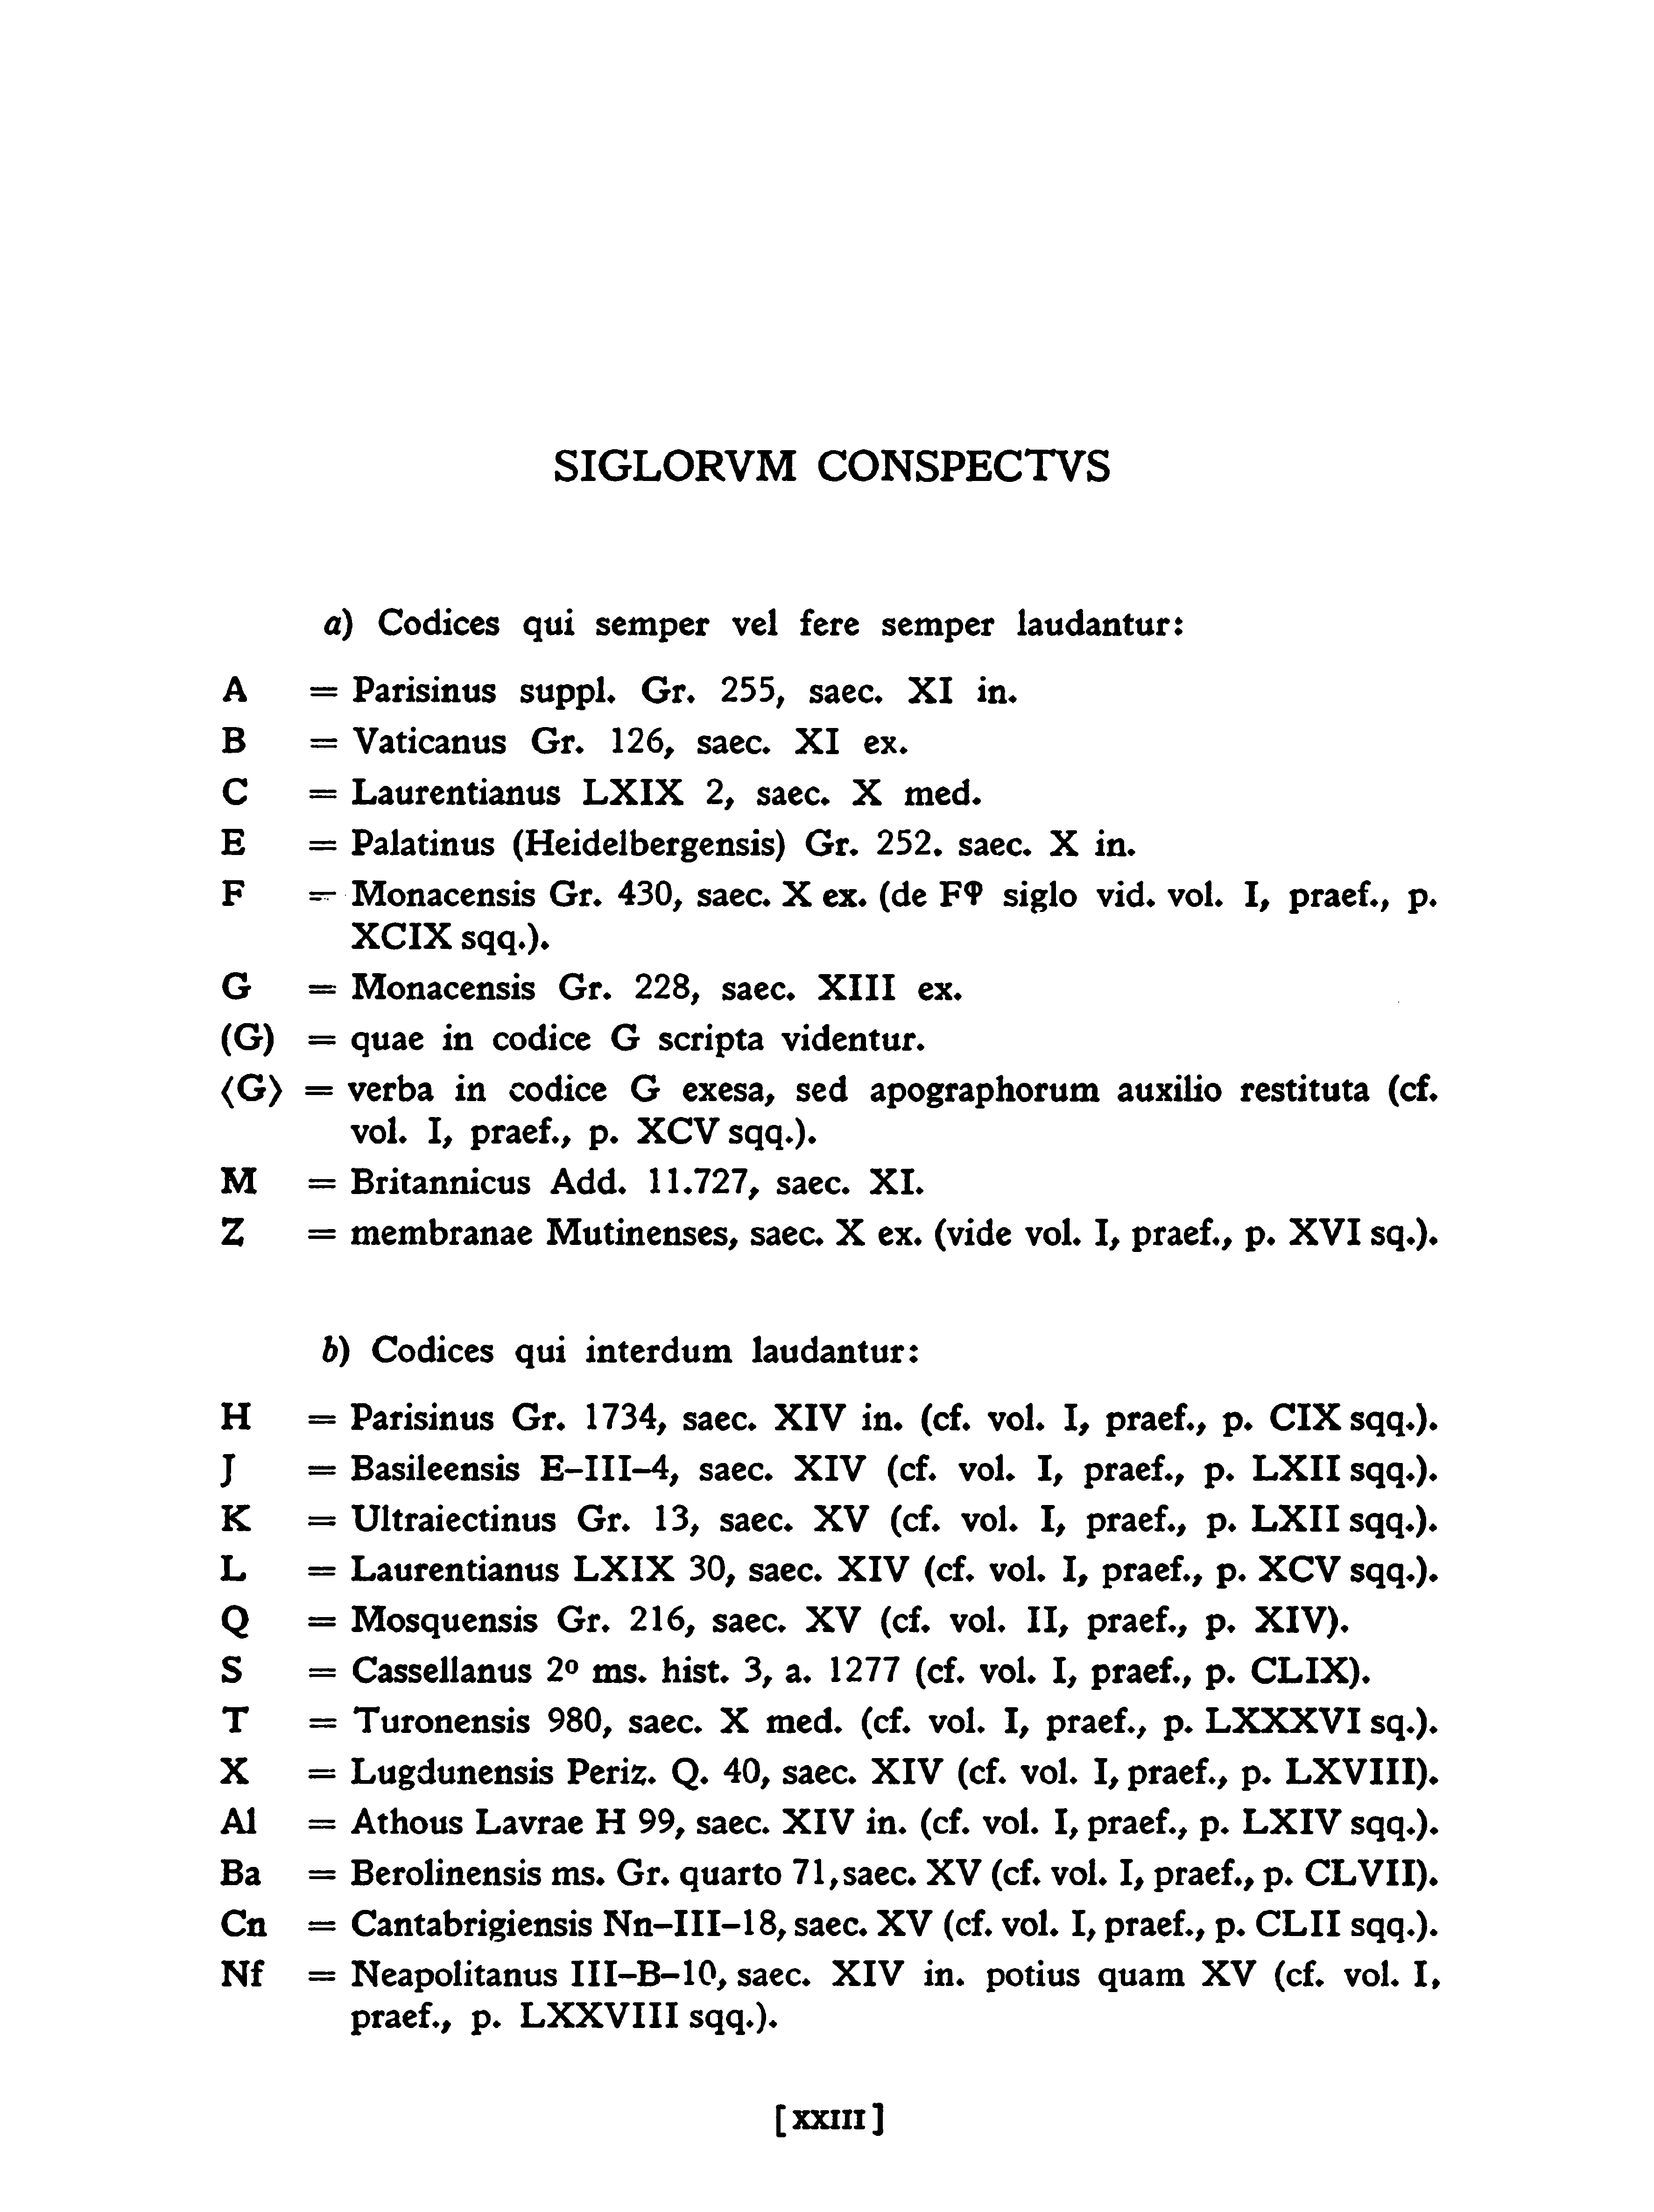 SIGLORVM CONSPECTVS
a) Codices qui semper vel fere semper laudantur:
A = Parisinus suppl. Gr. 255, saec. XI in.
B = Vaticanus Gr. 126, saec. XI ex.
C = Laurentianus LXIX 2, saec. X med.
E = Palatinus (Heidelbergensis) Gr. 252. saec. X in.
F = Monacensis Gr. 430, saec. X ex. (de Fφ siglo vid. vol. I, praef., p.
XCIX sqq.).
G = Monacensis Gr. 228, saec. XIII ex.
(G) = quae in codice G scripta videntur.
⟨G⟩ = verba in codice G exesa, sed apographorum auxilio restituta (cf.
vol. I, praef., p. XCV sqq.).
M = Britannicus Add. 11.727, saec. XI.
Z = membranae Mutinenses, saec. X ex. (vide vol. I, praef., p. XVI sq.).
b) Codices qui interdum laudantur:
H = Parisinus Gr. 1734, saec. XIV in. (cf. vol. I, praef., p. CIX sqq.).
J = Basileensis E–III–4, saec. XIV (cf. vol. I, praef., p. LXII sqq.).
K = Ultraiectinus Gr. 13, saec. XV (cf. vol. I, praef., p. LXII sqq.).
L = Laurentianus LXIX 30, saec. XIV (cf. vol. I, praef., p. XCV sqq.).
Q = Mosquensis Gr. 216, saec. XV (cf. vol. II, praef., p. XIV).
S = Cassellanus 2º ms. hist. 3, a. 1277 (cf. vol. I, praef., p. CLIX).
T = Turonensis 980, saec. X med. (cf. vol. I, praef., p. LXXXVI sq.).
X = Lugdunensis Periz. Q. 40, saec. XIV (cf. vol. I, praef., p. LXVIII).
Al = Athous Lavrae H 99, saec. XIV in. (cf. vol. I, praef., p. LXIV sqq.).
Ba = Berolinensis ms. Gr. quarto 71, saec. XV (cf. vol. I, praef., p. CLVII).
Cn = Cantabrigiensis Nn–III–18, saec. XV (cf. vol. I, praef., p. CLII sqq.).
Nf = Neapolitanus III–B–10, saec. XIV in. potius quam XV (cf. vol. I,
praef., p. LXXVIII sqq.).
[XXIII]